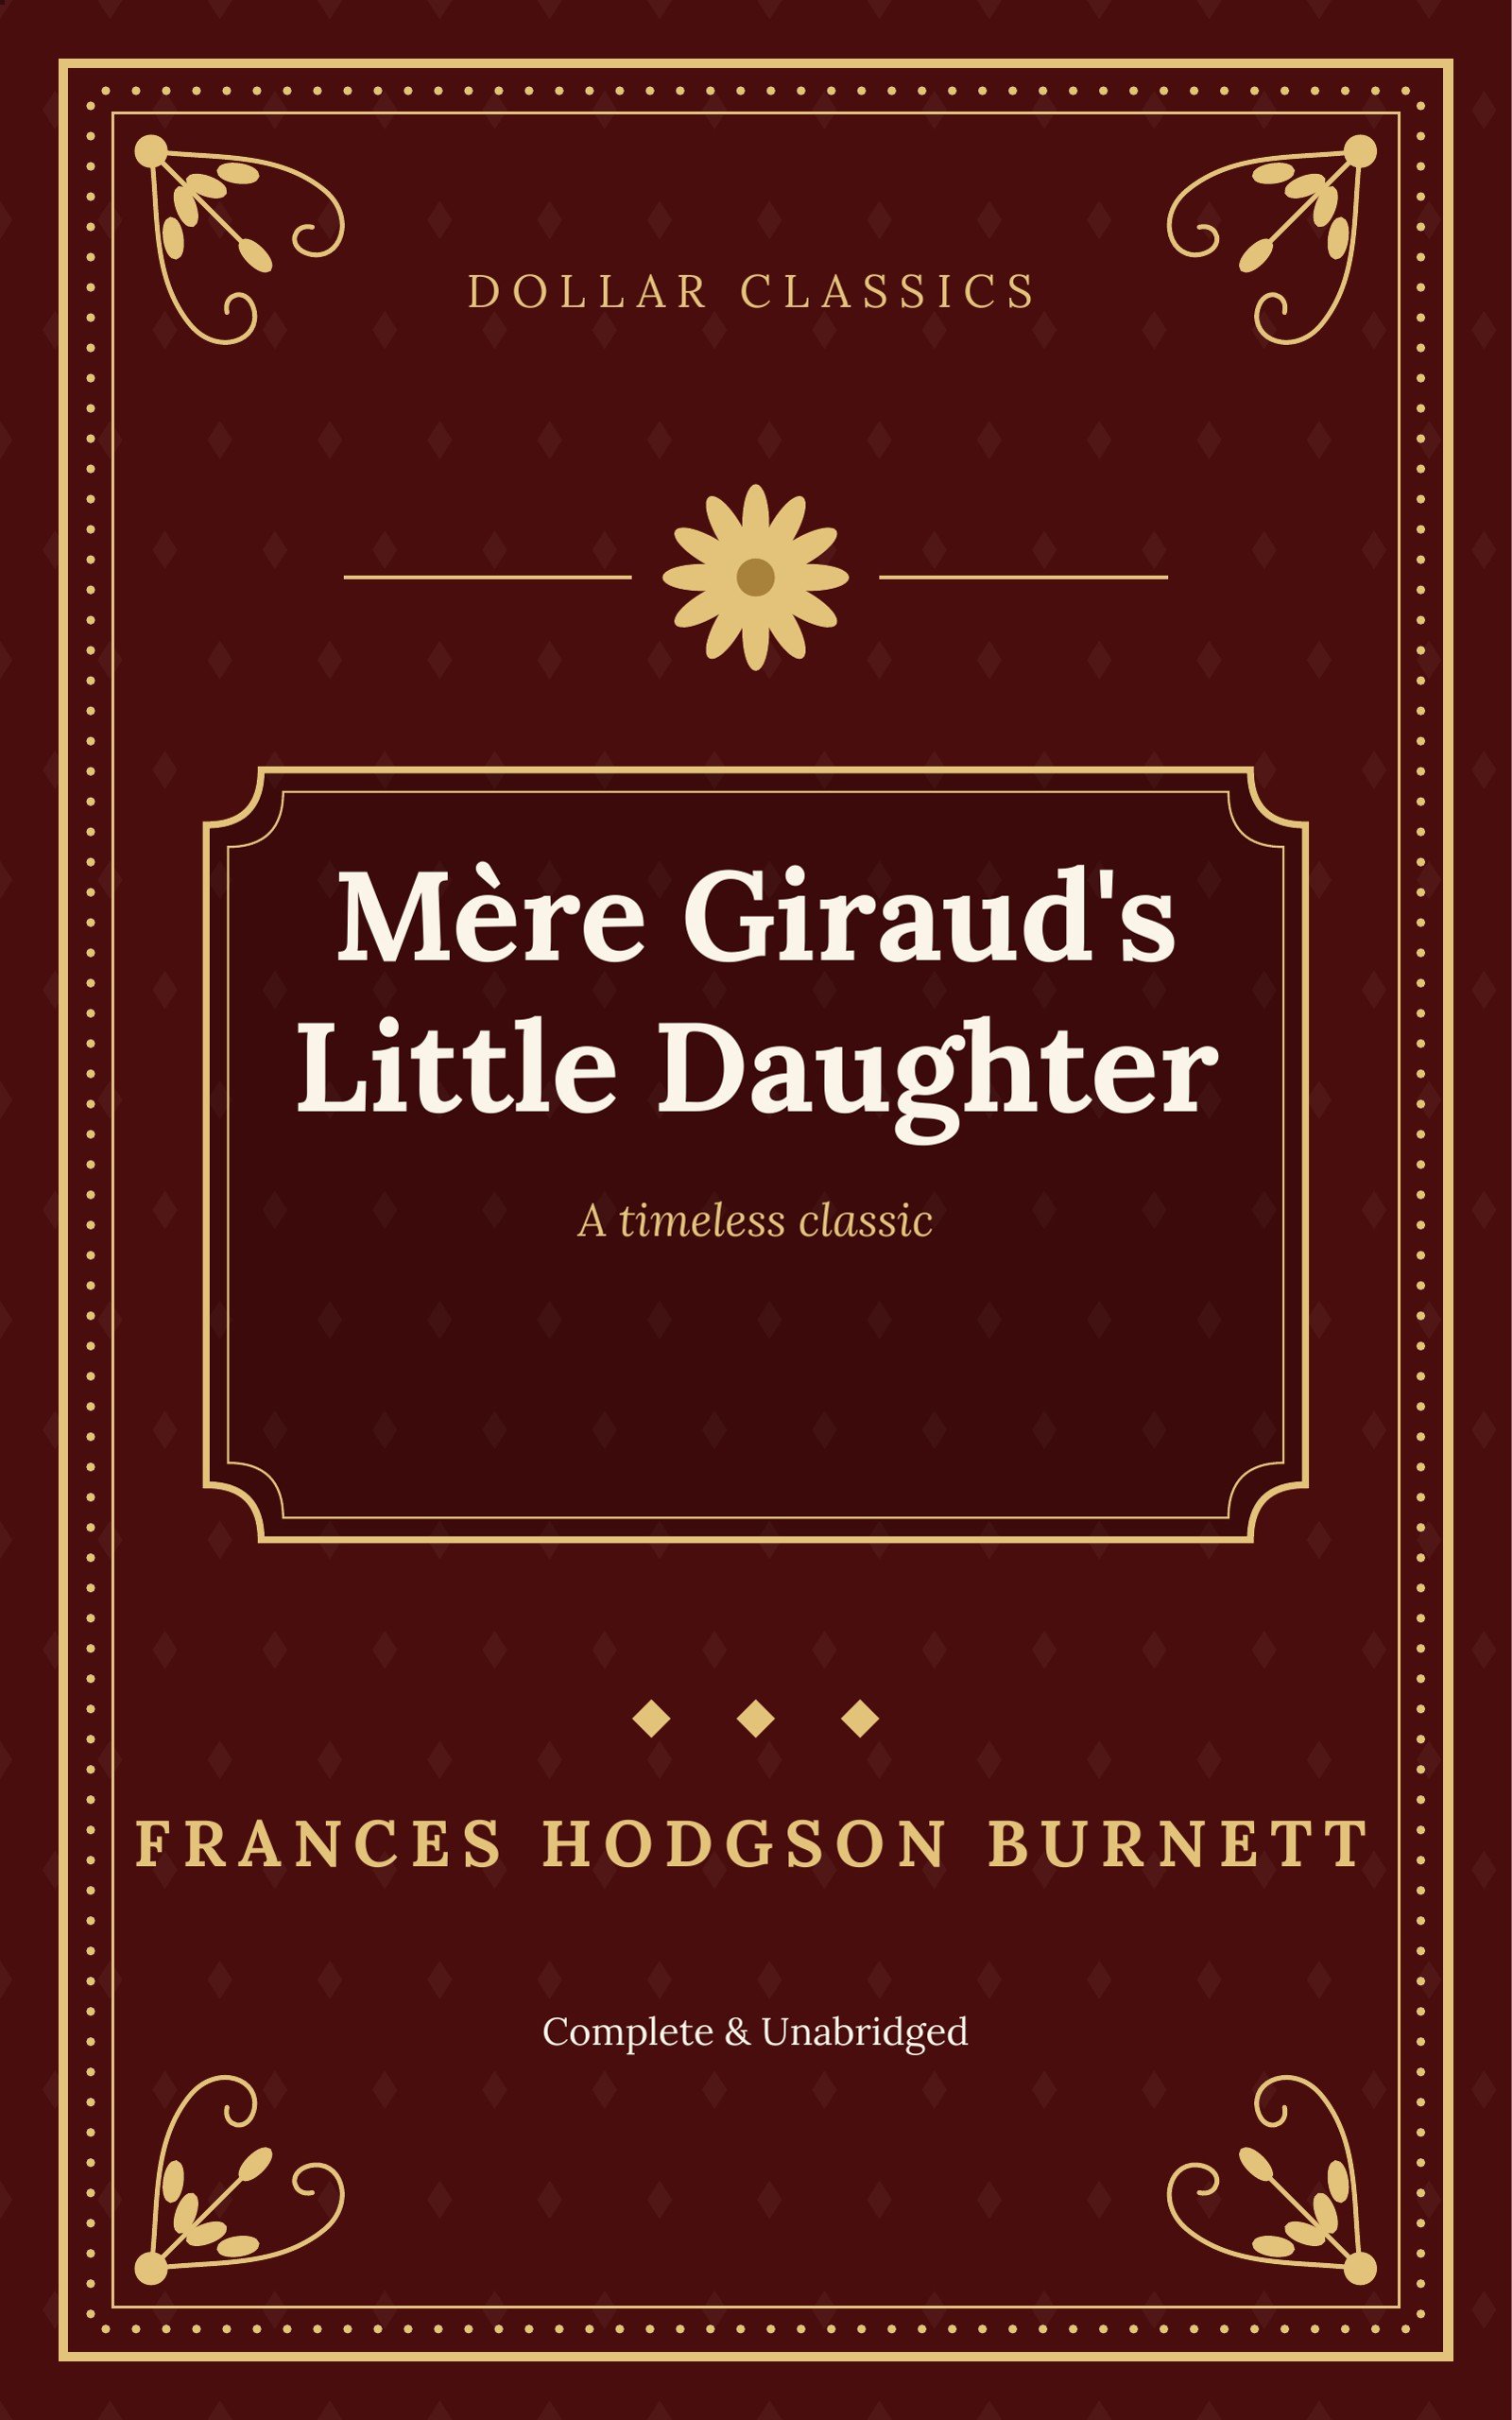 DOLLAR CLASSICS
Mère Giraud's
Little Daughter
A timeless classic
FRANCES HODGSON BURNETT
Complete & Unabridged